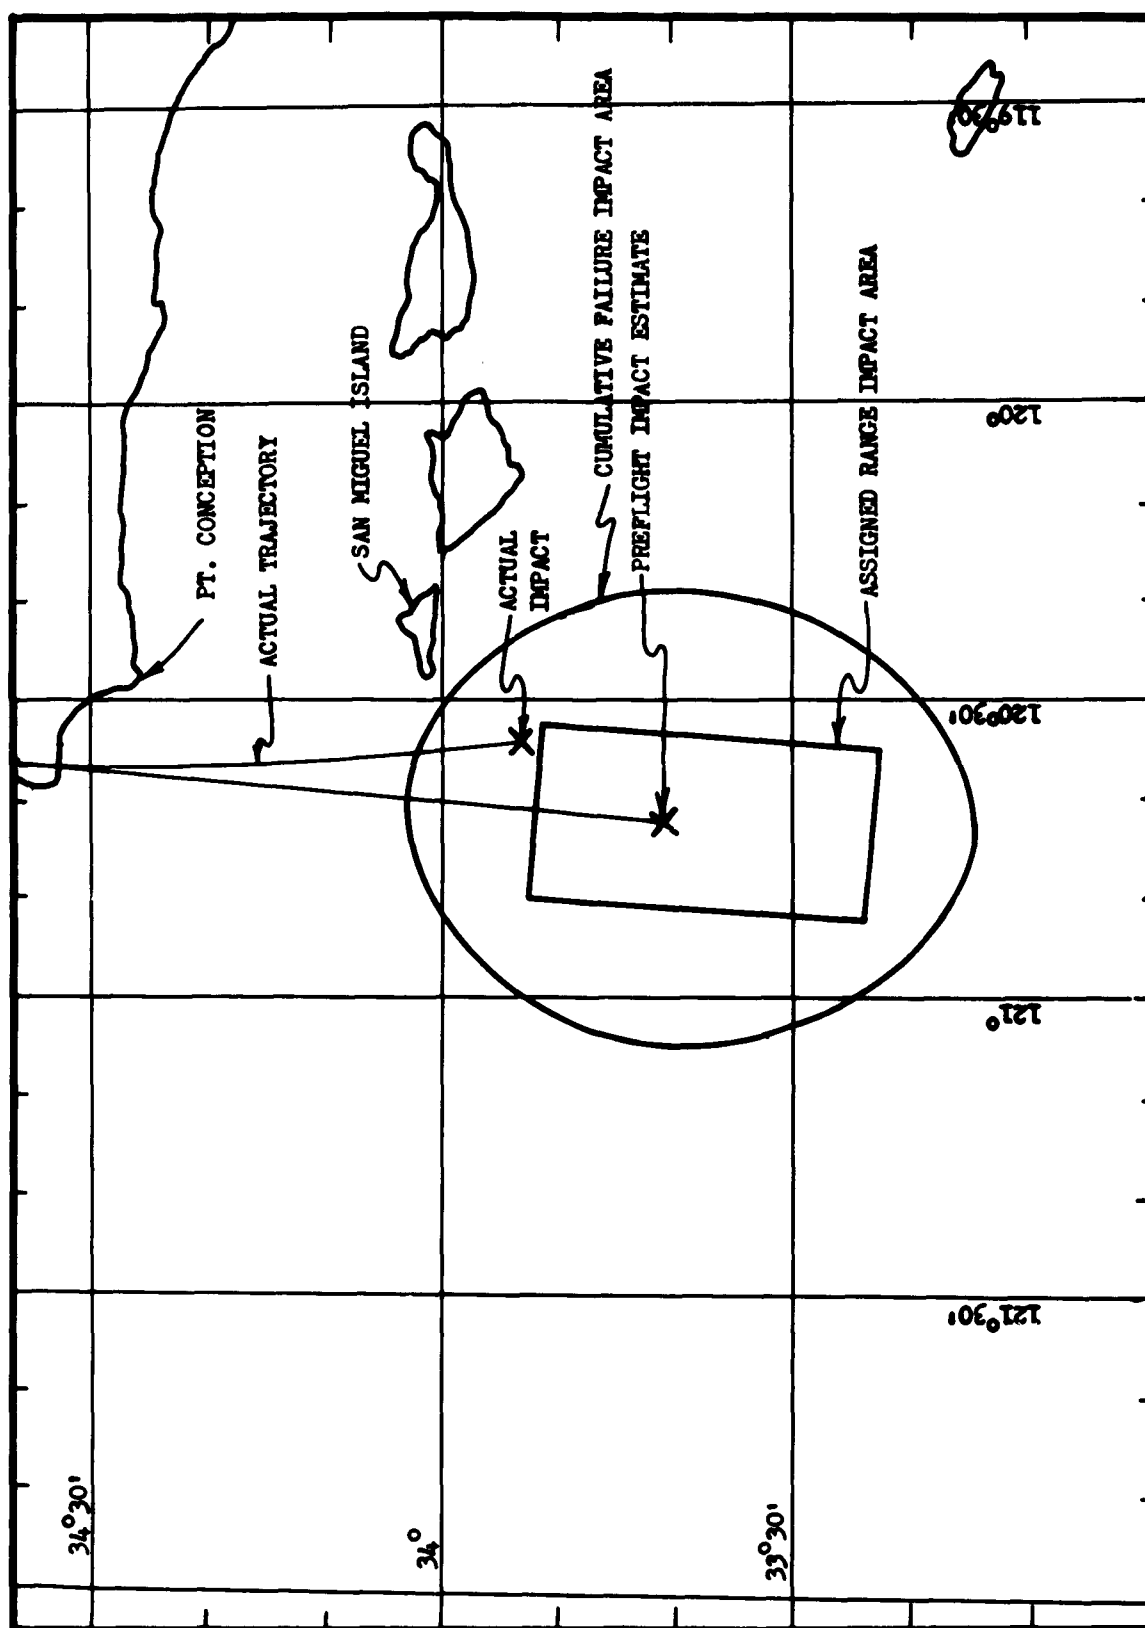 PT. CONCEPTION
ACTUAL TRAJECTORY
SAN MIGUEL ISLAND
ACTUAL
IMPACT
CUMULATIVE FAILURE IMPACT AREA
PREFLIGHT IMPACT ESTIMATE
ASSIGNED RANGE IMPACT AREA
34°30'
34°
33°30'
119°30'
120°
120°30'
121°
121°30'